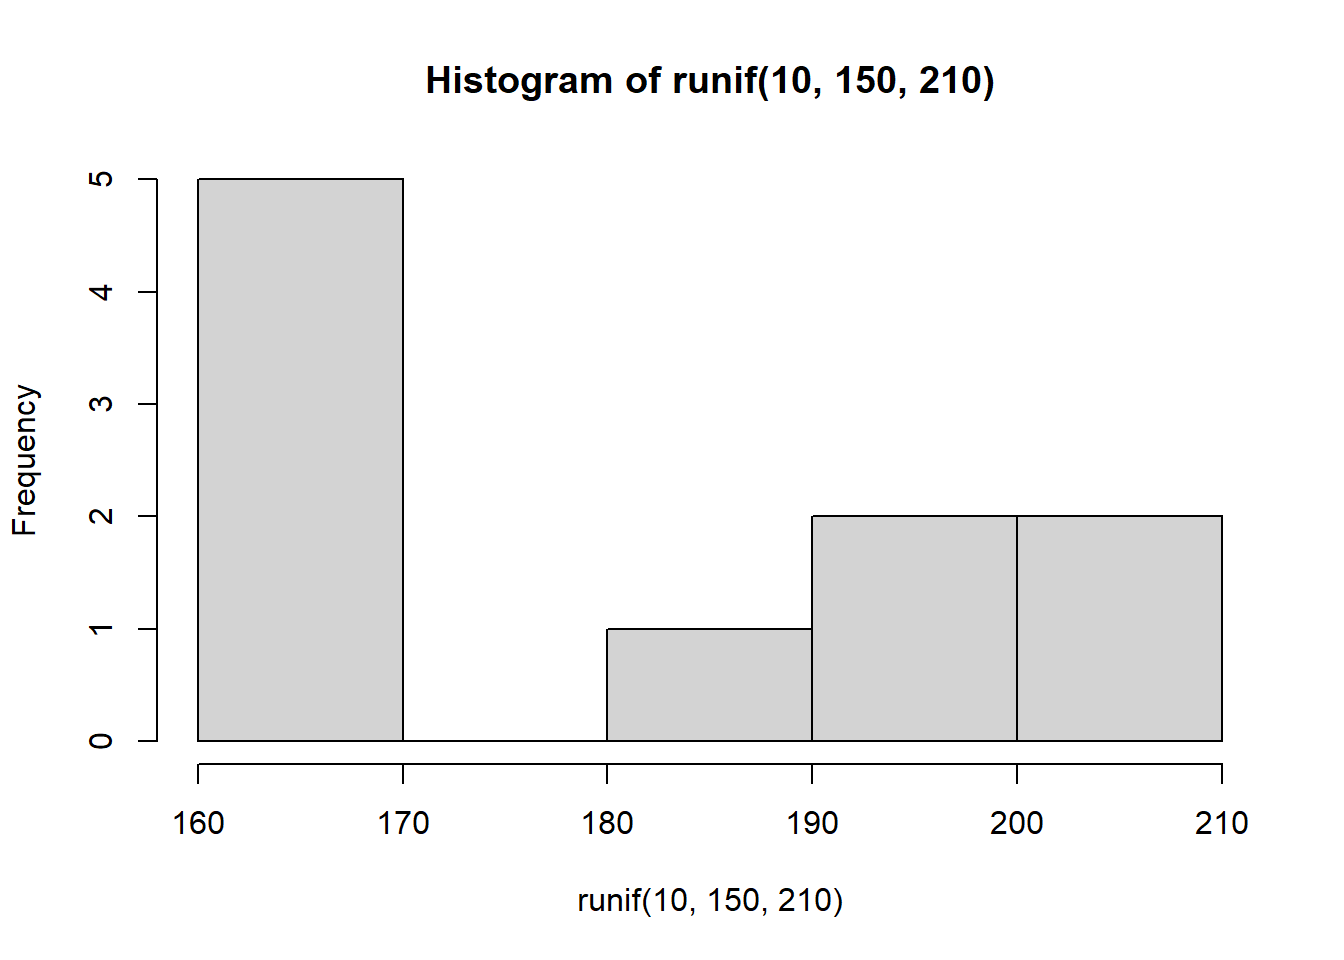 Histogram of runif(10, 150, 210)
Frequency
5
4
3
2
1
0
160 170 180 190 200 210
runif(10, 150, 210)